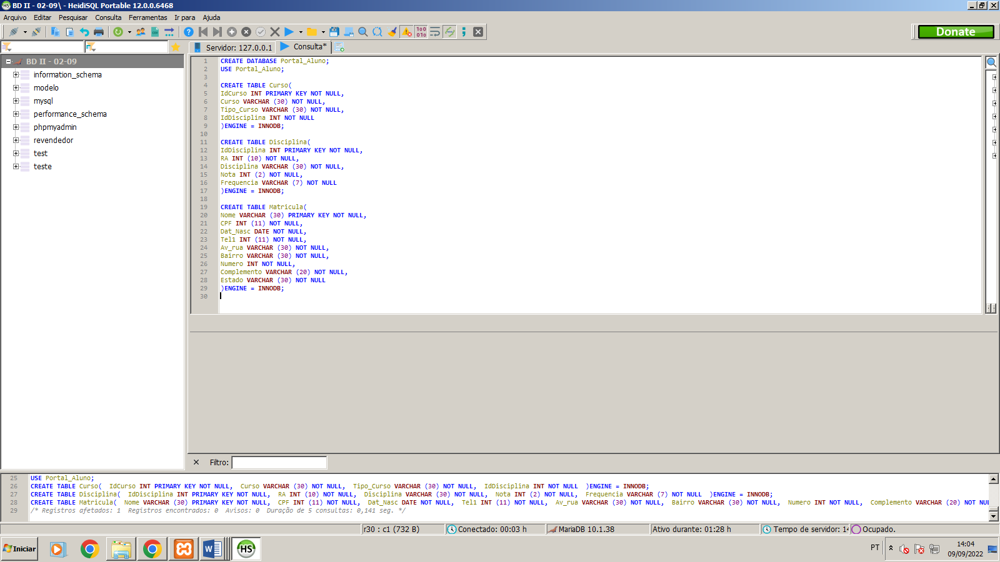 BD II - 02-09\ - HeidiSQL Portable 12.0.0.6468
Arquivo Editar Pesquisar Consulta Ferramentas Ir para Ajuda
Donate
Servidor: 127.0.0.1 Consulta*
BD II - 02-09
information_schema
modelo
mysql
performance_schema
phpmyadmin
revendedor
test
teste
1 CREATE DATABASE Portal_Aluno;
2 USE Portal_Aluno;
3
4 CREATE TABLE Curso(
5 IdCurso INT PRIMARY KEY NOT NULL,
6 Curso VARCHAR (30) NOT NULL,
7 Tipo_Curso VARCHAR (30) NOT NULL,
8 IdDisciplina INT NOT NULL
9 )ENGINE = INNODB;
10
11 CREATE TABLE Disciplina(
12 IdDisciplina INT PRIMARY KEY NOT NULL,
13 RA INT (10) NOT NULL,
14 Disciplina VARCHAR (30) NOT NULL,
15 Nota INT (2) NOT NULL,
16 Frequencia VARCHAR (7) NOT NULL
17 )ENGINE = INNODB;
18
19 CREATE TABLE Matricula(
20 Nome VARCHAR (30) PRIMARY KEY NOT NULL,
21 CPF INT (11) NOT NULL,
22 Dat_Nasc DATE NOT NULL,
23 Tel1 INT (11) NOT NULL,
24 Av_rua VARCHAR (30) NOT NULL,
25 Bairro VARCHAR (30) NOT NULL,
26 Numero INT NOT NULL,
27 Complemento VARCHAR (20) NOT NULL,
28 Estado VARCHAR (30) NOT NULL
29 )ENGINE = INNODB;
30
Filtro:
25 USE Portal_Aluno;
26 CREATE TABLE Curso( IdCurso INT PRIMARY KEY NOT NULL, Curso VARCHAR (30) NOT NULL, Tipo_Curso VARCHAR (30) NOT NULL, IdDisciplina INT NOT NULL )ENGINE = INNODB;
27 CREATE TABLE Disciplina( IdDisciplina INT PRIMARY KEY NOT NULL, RA INT (10) NOT NULL, Disciplina VARCHAR (30) NOT NULL, Nota INT (2) NOT NULL, Frequencia VARCHAR (7) NOT NULL )ENGINE = INNODB;
28 CREATE TABLE Matricula( Nome VARCHAR (30) PRIMARY KEY NOT NULL, CPF INT (11) NOT NULL, Dat_Nasc DATE NOT NULL, Tel1 INT (11) NOT NULL, Av_rua VARCHAR (30) NOT NULL, Bairro VARCHAR (30) NOT NULL, Numero INT NOT NULL, Complemento VARCHAR (20) NOT NUL
29 /* Registros afetados: 1 Registros encontrados: 0 Avisos: 0 Duração de 5 consultas: 0,141 seg. */
r30 : c1 (732 B) Conectado: 00:03 h MariaDB 10.1.38 Ativo durante: 01:28 h Tempo de servidor: 14 Ocupado.
Iniciar HS PT 14:04
09/09/2022